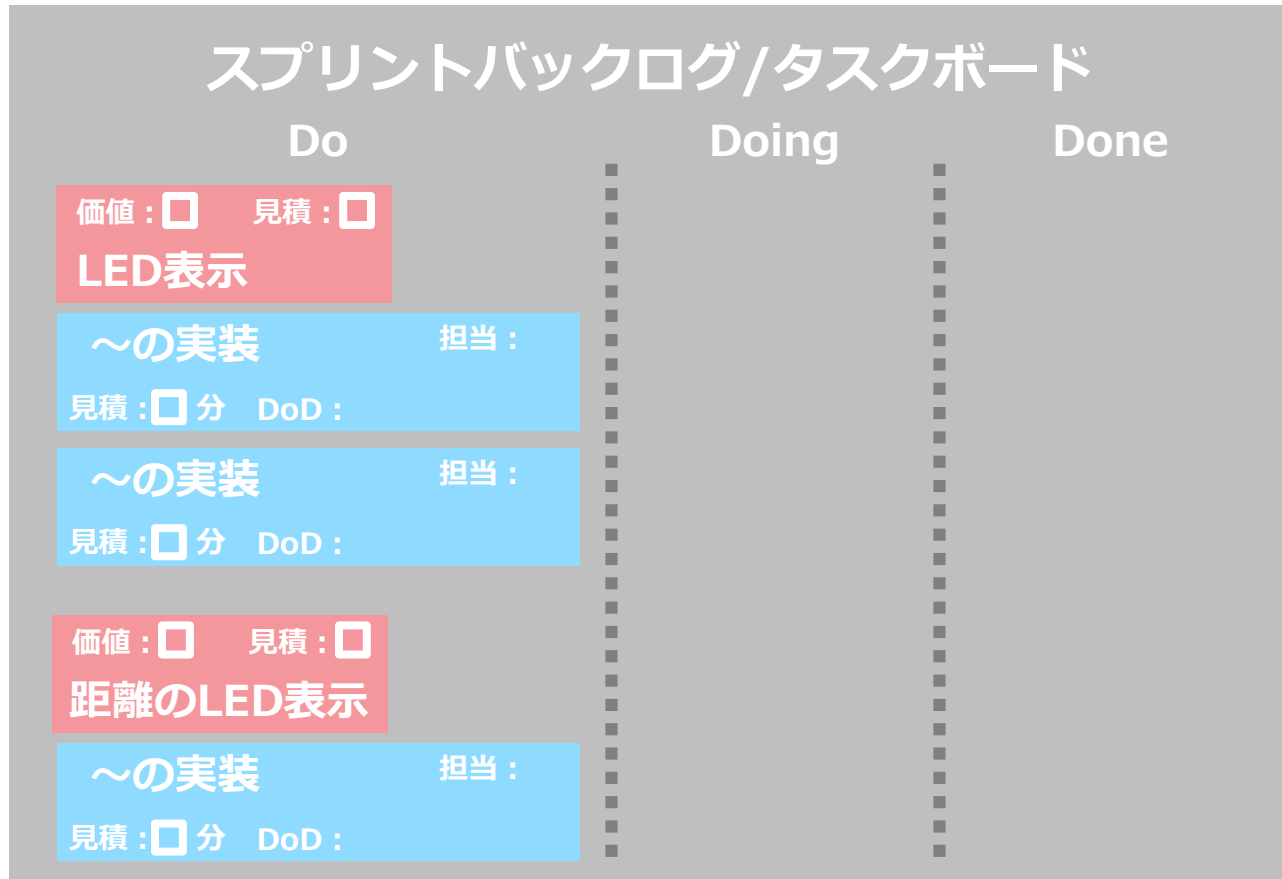 スプリントバックログ/タスクボード
Do Doing Done
価値：□ 見積：□
LED表示
～の実装 担当：
見積：□ 分 DoD：
～の実装 担当：
見積：□ 分 DoD：
価値：□ 見積：□
距離のLED表示
～の実装 担当：
見積：□ 分 DoD：